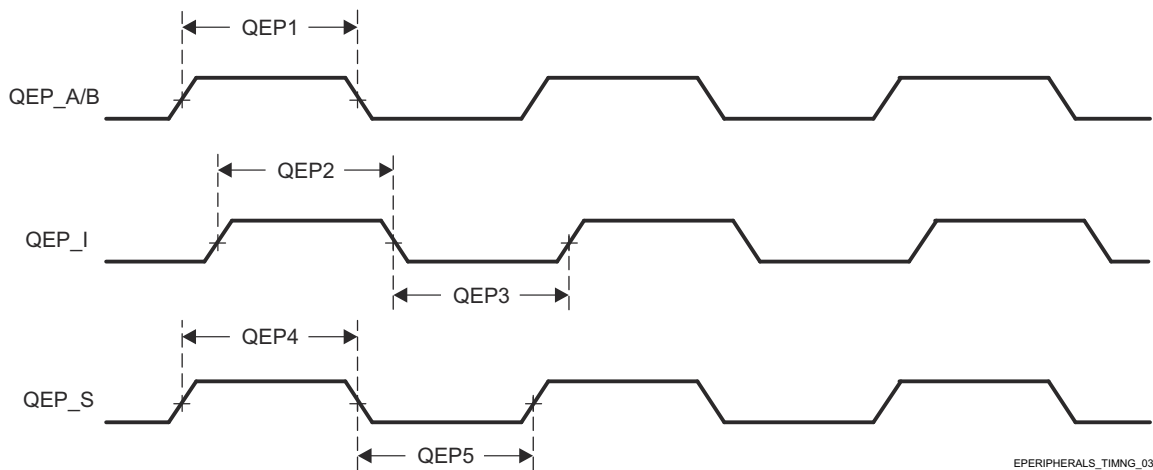 QEP1
QEP_A/B
QEP2
QEP_I
QEP3
QEP4
QEP_S
QEP5
EPERIPHERALS_TIMNG_03